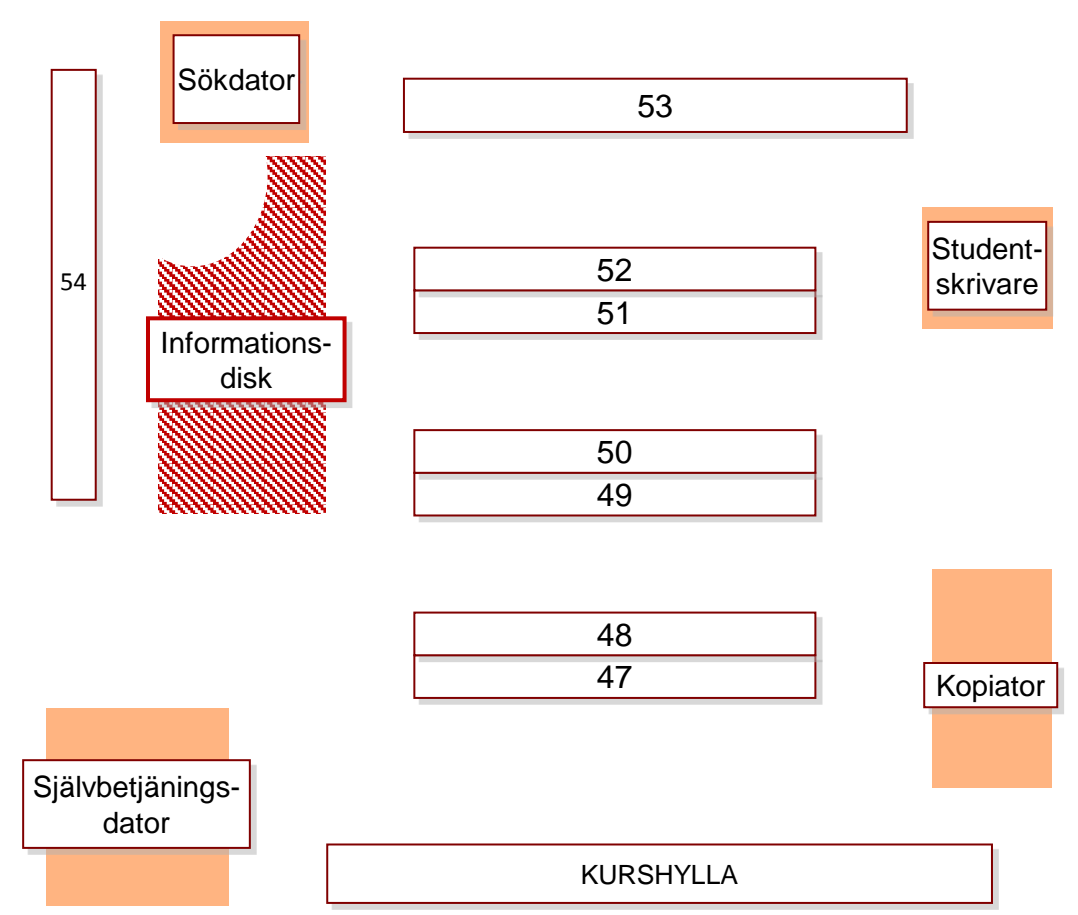 Sökdator
53
54
52
51
Student-
skrivare
Informations-
disk
50
49
48
47
Kopiator
Självbetjänings-
dator
KURSHYLLA